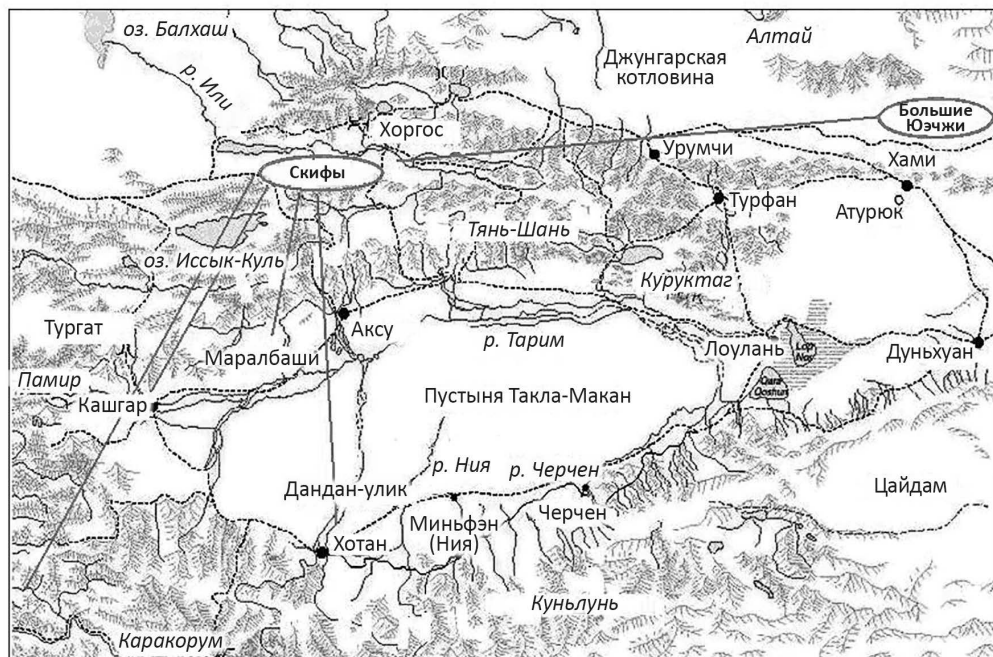 оз. Балхаш
Алтай
Джунгарская
котловина
р. Или
Большие
Юэчжи
Хоргос
Урумчи
Хами
Скифы
Турфан
Атурюк
Тянь-Шань
оз. Иссык-Куль
Куруктаг
Тургат
Аксу
р. Тарим
Лоулань
Lop
Nor
Дуньхуан
Маралбаши
Памир
Кашгар
Пустыня Такла-Макан
Qara
Qoshun
р. Ния
р. Черчен
Дандан-улик
Цайдам
Миньфэн
(Ния)
Черчен
Хотан
Куньлунь
Каракорум